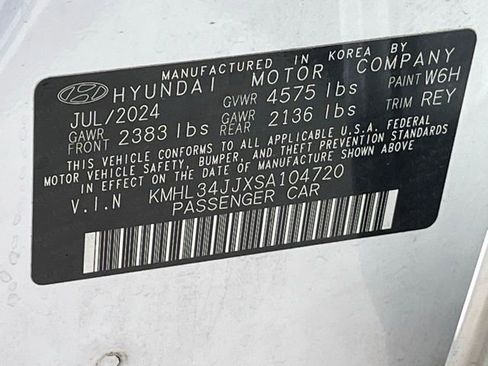 MANUFACTURED IN KOREA BY
HYUNDAI MOTOR COMPANY
JUL/2024 GVWR 4575 lbs PAINT W6H
GAWR FRONT 2383 lbs GAWR REAR 2136 lbs TRIM REY
THIS VEHICLE CONFORMS TO ALL APPLICABLE U.S.A FEDERAL
MOTOR VEHICLE SAFETY, BUMPER, AND THEFT PREVENTION STANDARDS
IN EFFECT ON THE DATE OF MANUFACTURE SHOWN ABOVE.
V.I.N KMHL34JJXSA104720
PASSENGER CAR